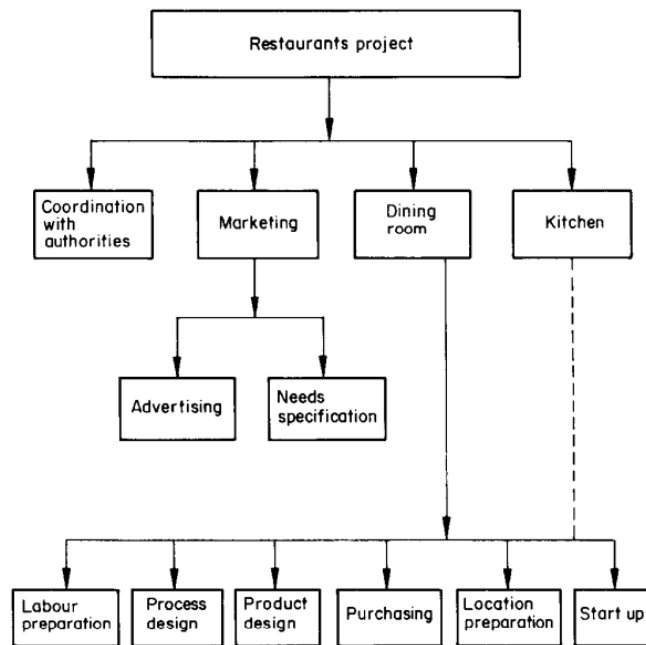 Restaurants project
Coordination
with
authorities
Marketing
Dining
room
Kitchen
Advertising
Needs
specification
Labour
preparation
Process
design
Product
design
Purchasing
Location
preparation
Start up